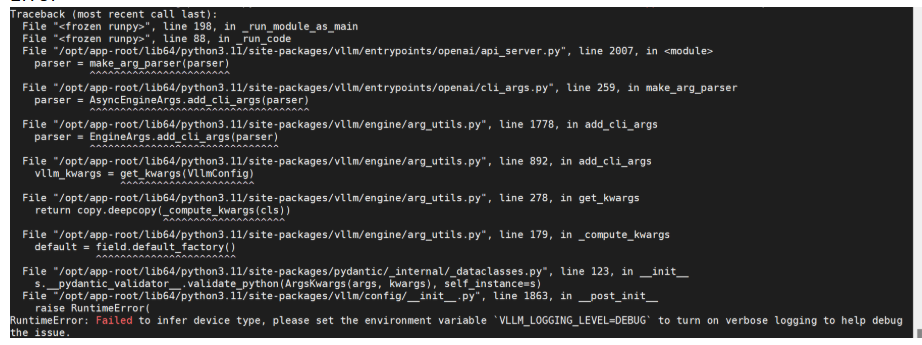 Traceback (most recent call last):
File "<frozen runpy>", line 198, in _run_module_as_main
File "<frozen runpy>", line 88, in _run_code
File "/opt/app-root/lib64/python3.11/site-packages/vllm/entrypoints/openai/api_server.py", line 2007, in <module>
parser = make_arg_parser(parser)
^^^^^^^^^^^^^^^^^^^^^^^
File "/opt/app-root/lib64/python3.11/site-packages/vllm/entrypoints/openai/cli_args.py", line 259, in make_arg_parser
parser = AsyncEngineArgs.add_cli_args(parser)
^^^^^^^^^^^^^^^^^^^^^^^^^^^^^^^^^^^^
File "/opt/app-root/lib64/python3.11/site-packages/vllm/engine/arg_utils.py", line 1778, in add_cli_args
parser = EngineArgs.add_cli_args(parser)
^^^^^^^^^^^^^^^^^^^^^^^^^^^^^^^
File "/opt/app-root/lib64/python3.11/site-packages/vllm/engine/arg_utils.py", line 892, in add_cli_args
vllm_kwargs = get_kwargs(VllmConfig)
^^^^^^^^^^^^^^^^^^^^^^
File "/opt/app-root/lib64/python3.11/site-packages/vllm/engine/arg_utils.py", line 278, in get_kwargs
return copy.deepcopy(_compute_kwargs(cls))
^^^^^^^^^^^^^^^^^^^^
File "/opt/app-root/lib64/python3.11/site-packages/vllm/engine/arg_utils.py", line 179, in _compute_kwargs
default = field.default_factory()
^^^^^^^^^^^^^^^^^^^^^^^
File "/opt/app-root/lib64/python3.11/site-packages/pydantic/_internal/_dataclasses.py", line 123, in __init__
s.__pydantic_validator__.validate_python(ArgsKwargs(args, kwargs), self_instance=s)
File "/opt/app-root/lib64/python3.11/site-packages/vllm/config/__init__.py", line 1863, in __post_init__
raise RuntimeError(
RuntimeError: Failed to infer device type, please set the environment variable `VLLM_LOGGING_LEVEL=DEBUG` to turn on verbose logging to help debug
the issue.